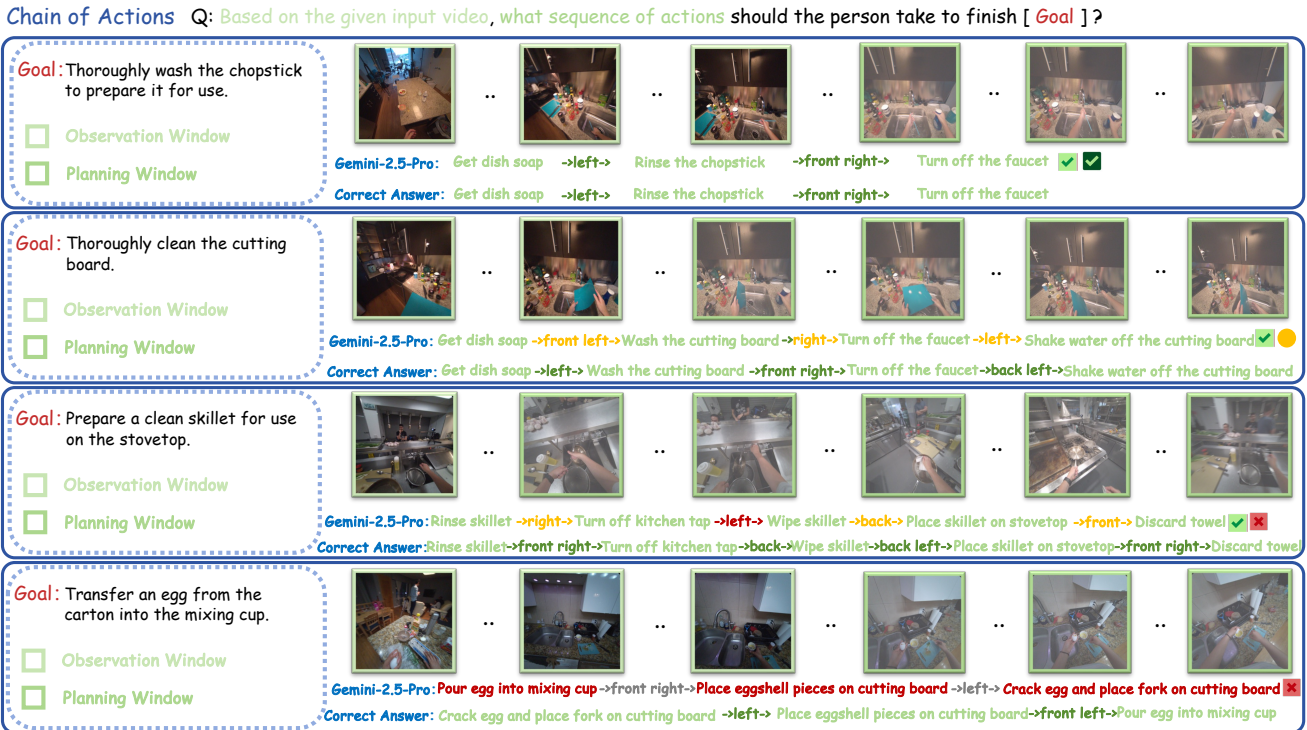 Chain of Actions Q: Based on the given input video, what sequence of actions should the person take to finish [ Goal ] ?
Goal: Thoroughly wash the chopstick
to prepare it for use.
Observation Window
Planning Window
.. .. .. .. ..
Gemini-2.5-Pro: Get dish soap ->left-> Rinse the chopstick ->front right-> Turn off the faucet
Correct Answer: Get dish soap ->left-> Rinse the chopstick ->front right-> Turn off the faucet
Goal: Thoroughly clean the cutting
board.
Observation Window
Planning Window
.. .. .. .. ..
Gemini-2.5-Pro: Get dish soap ->front left-> Wash the cutting board ->right-> Turn off the faucet ->left-> Shake water off the cutting board
Correct Answer: Get dish soap ->left-> Wash the cutting board ->front right-> Turn off the faucet->back left->Shake water off the cutting board
Goal: Prepare a clean skillet for use
on the stovetop.
Observation Window
Planning Window
.. .. .. .. ..
Gemini-2.5-Pro: Rinse skillet ->right-> Turn off kitchen tap ->left-> Wipe skillet ->back-> Place skillet on stovetop ->front-> Discard towel
Correct Answer: Rinse skillet->front right->Turn off kitchen tap->back->Wipe skillet->back left->Place skillet on stovetop->front right->Discard towel
Goal: Transfer an egg from the
carton into the mixing cup.
Observation Window
Planning Window
.. .. .. .. ..
Gemini-2.5-Pro: Pour egg into mixing cup ->front right-> Place eggshell pieces on cutting board ->left-> Crack egg and place fork on cutting board
Correct Answer: Crack egg and place fork on cutting board ->left-> Place eggshell pieces on cutting board->front left->Pour egg into mixing cup